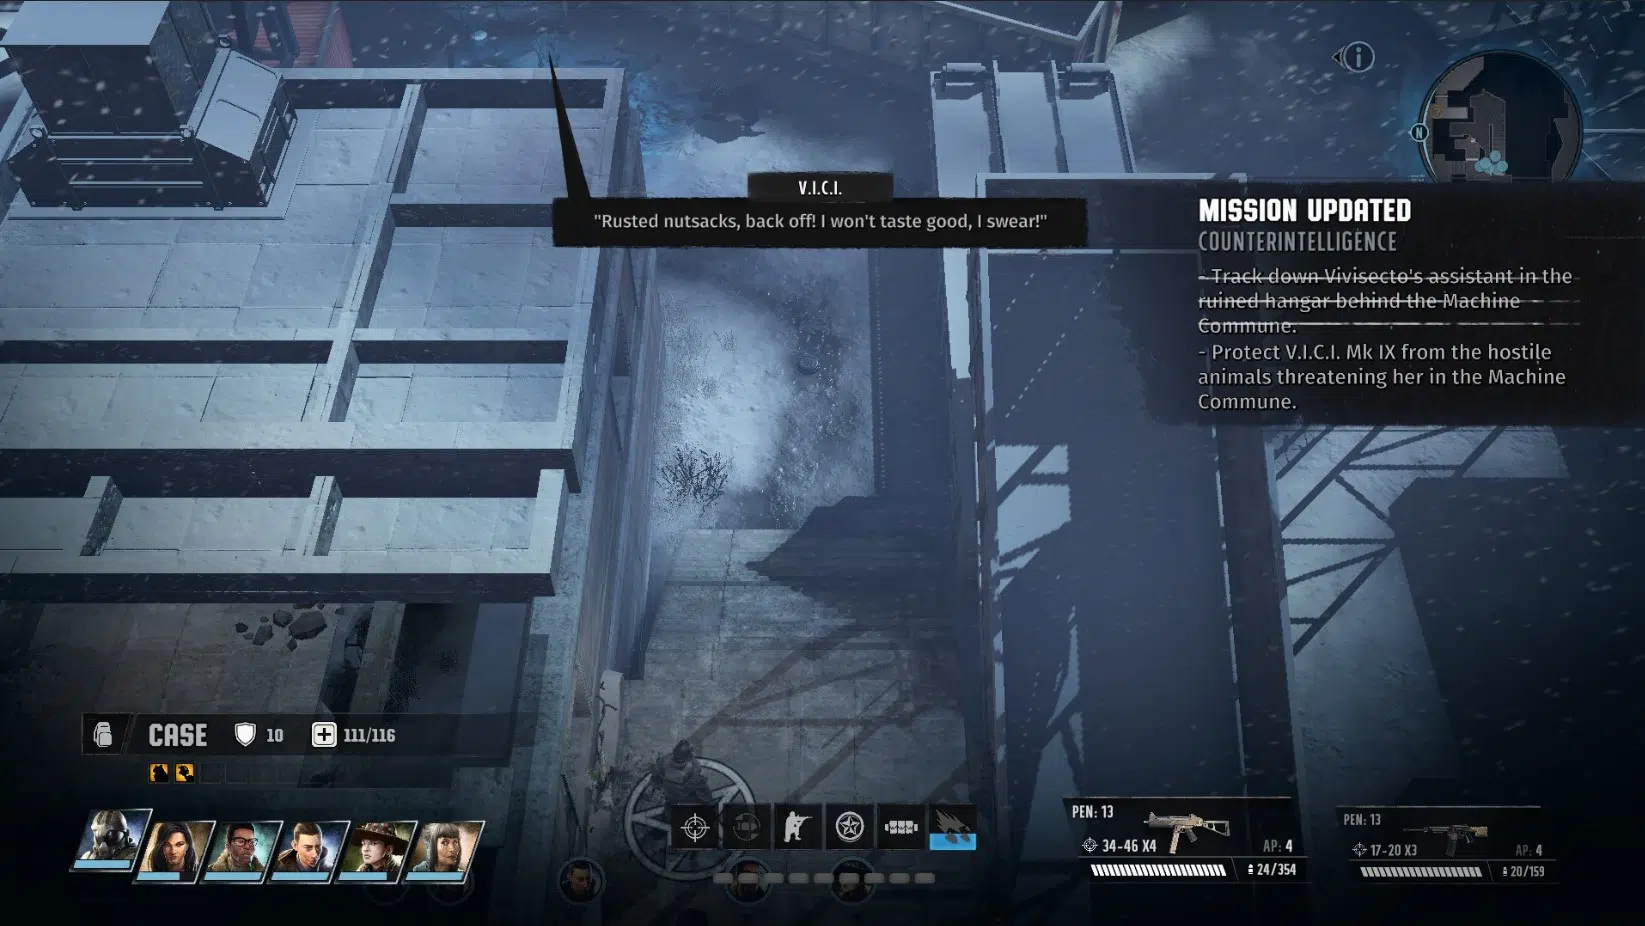 V.I.C.I.
"Rusted nutsacks, back off! I won't taste good, I swear!"
N
MISSION UPDATED
COUNTERINTELLIGENCE
- Track down Vivisecto's assistant in the
ruined hangar behind the Machine
Commune.
- Protect V.I.C.I. Mk IX from the hostile
animals threatening her in the Machine
Commune.
CASE 10 111/116
PEN: 13
34-46 X4 AP: 4
24/354
PEN: 13
17-20 X3 AP: 4
20/159